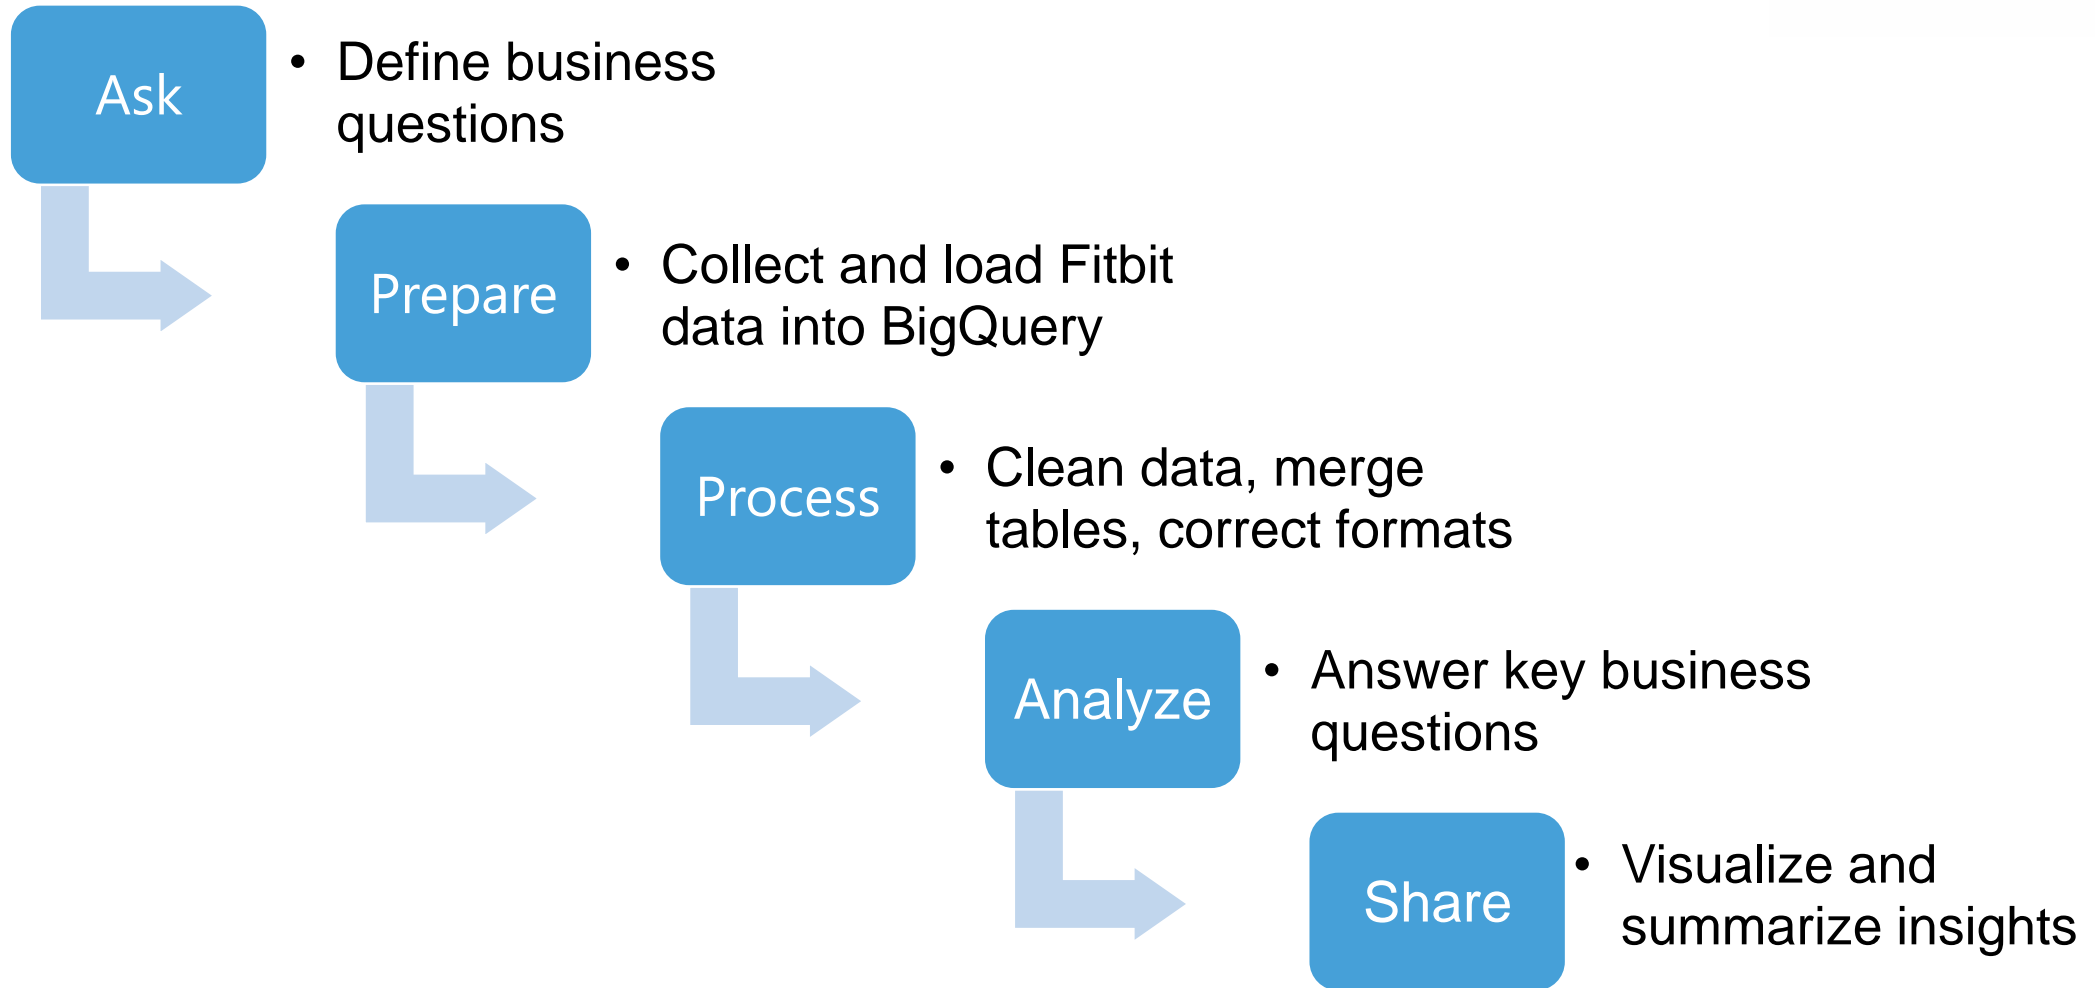 Ask
• Define business
questions
Prepare
• Collect and load Fitbit
data into BigQuery
Process
• Clean data, merge
tables, correct formats
Analyze
• Answer key business
questions
Share
• Visualize and
summarize insights